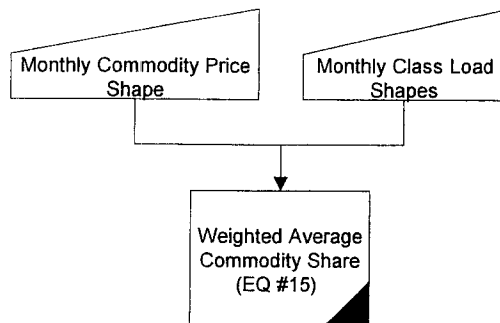 Monthly Commodity Price
Shape
Monthly Class Load
Shapes
Weighted Average
Commodity Share
(EQ #15)